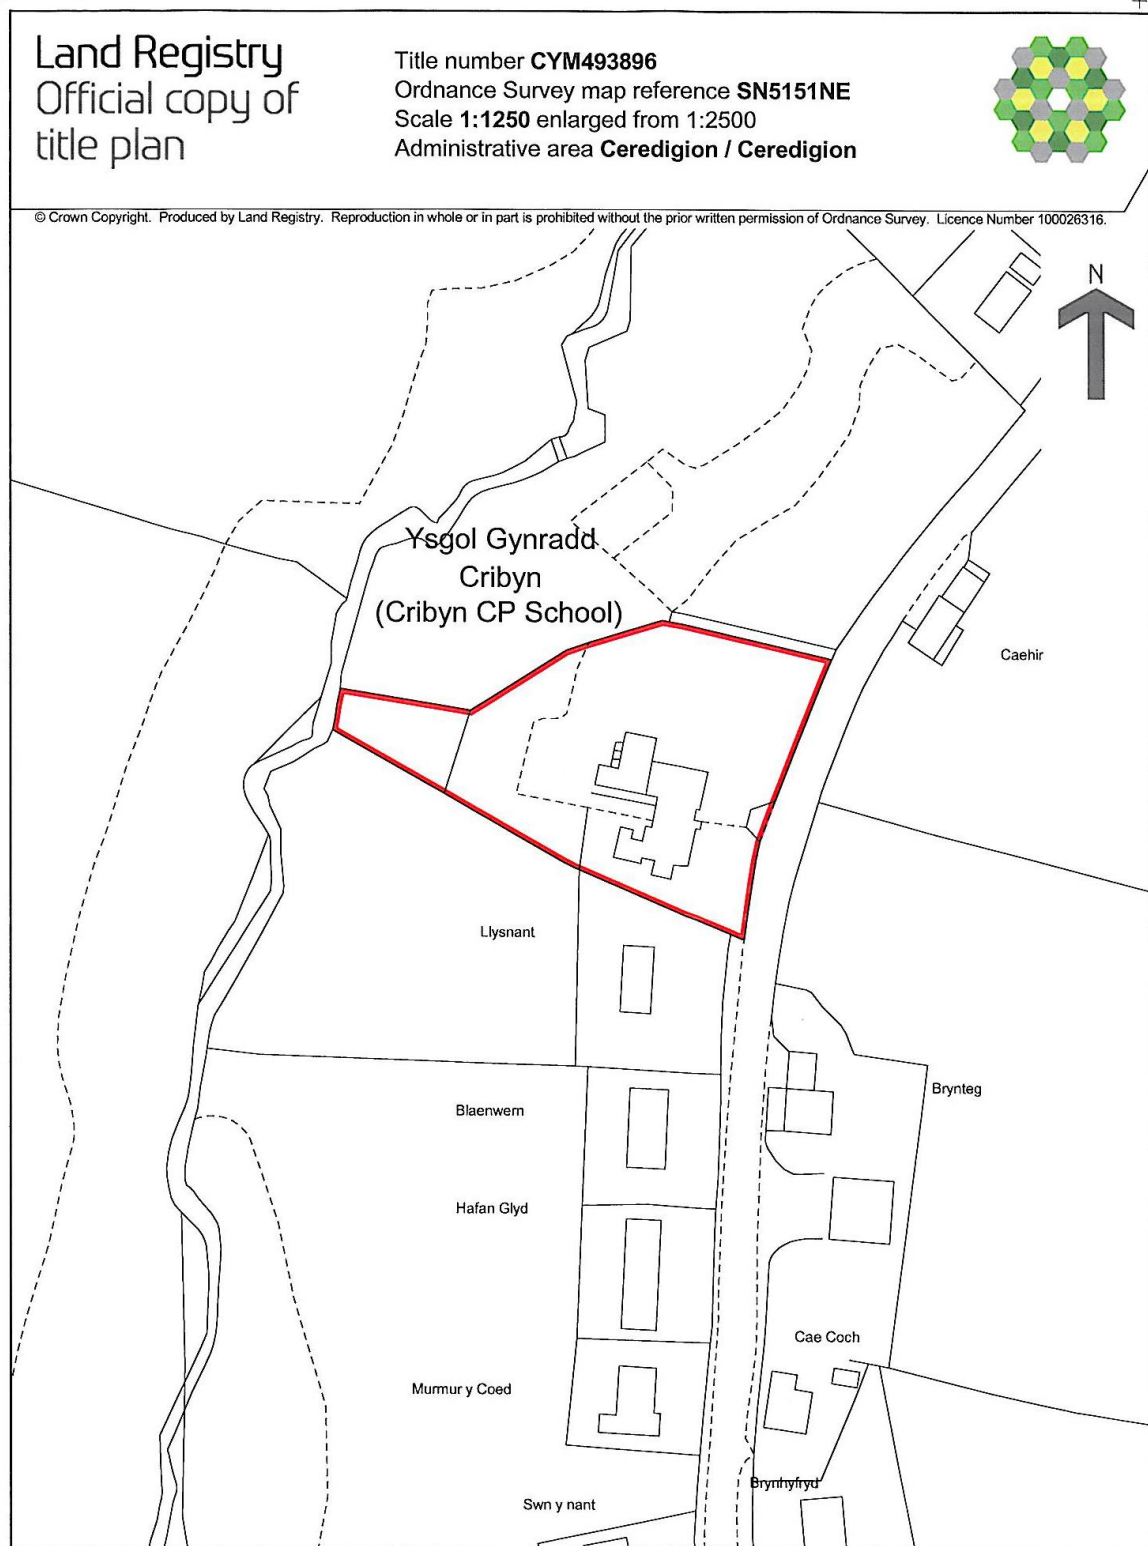 Land Registry
Official copy of
title plan
Title number CYM493896
Ordnance Survey map reference SN5151NE
Scale 1:1250 enlarged from 1:2500
Administrative area Ceredigion / Ceredigion
© Crown Copyright. Produced by Land Registry. Reproduction in whole or in part is prohibited without the prior written permission of Ordnance Survey. Licence Number 100026316.
N
Ysgol Gynradd
Cribyn
(Cribyn CP School)
Caehir
Llysnant
Brynteg
Blaenwern
Hafan Glyd
Cae Coch
Murmur y Coed
Brynhyfryd
Swn y nant